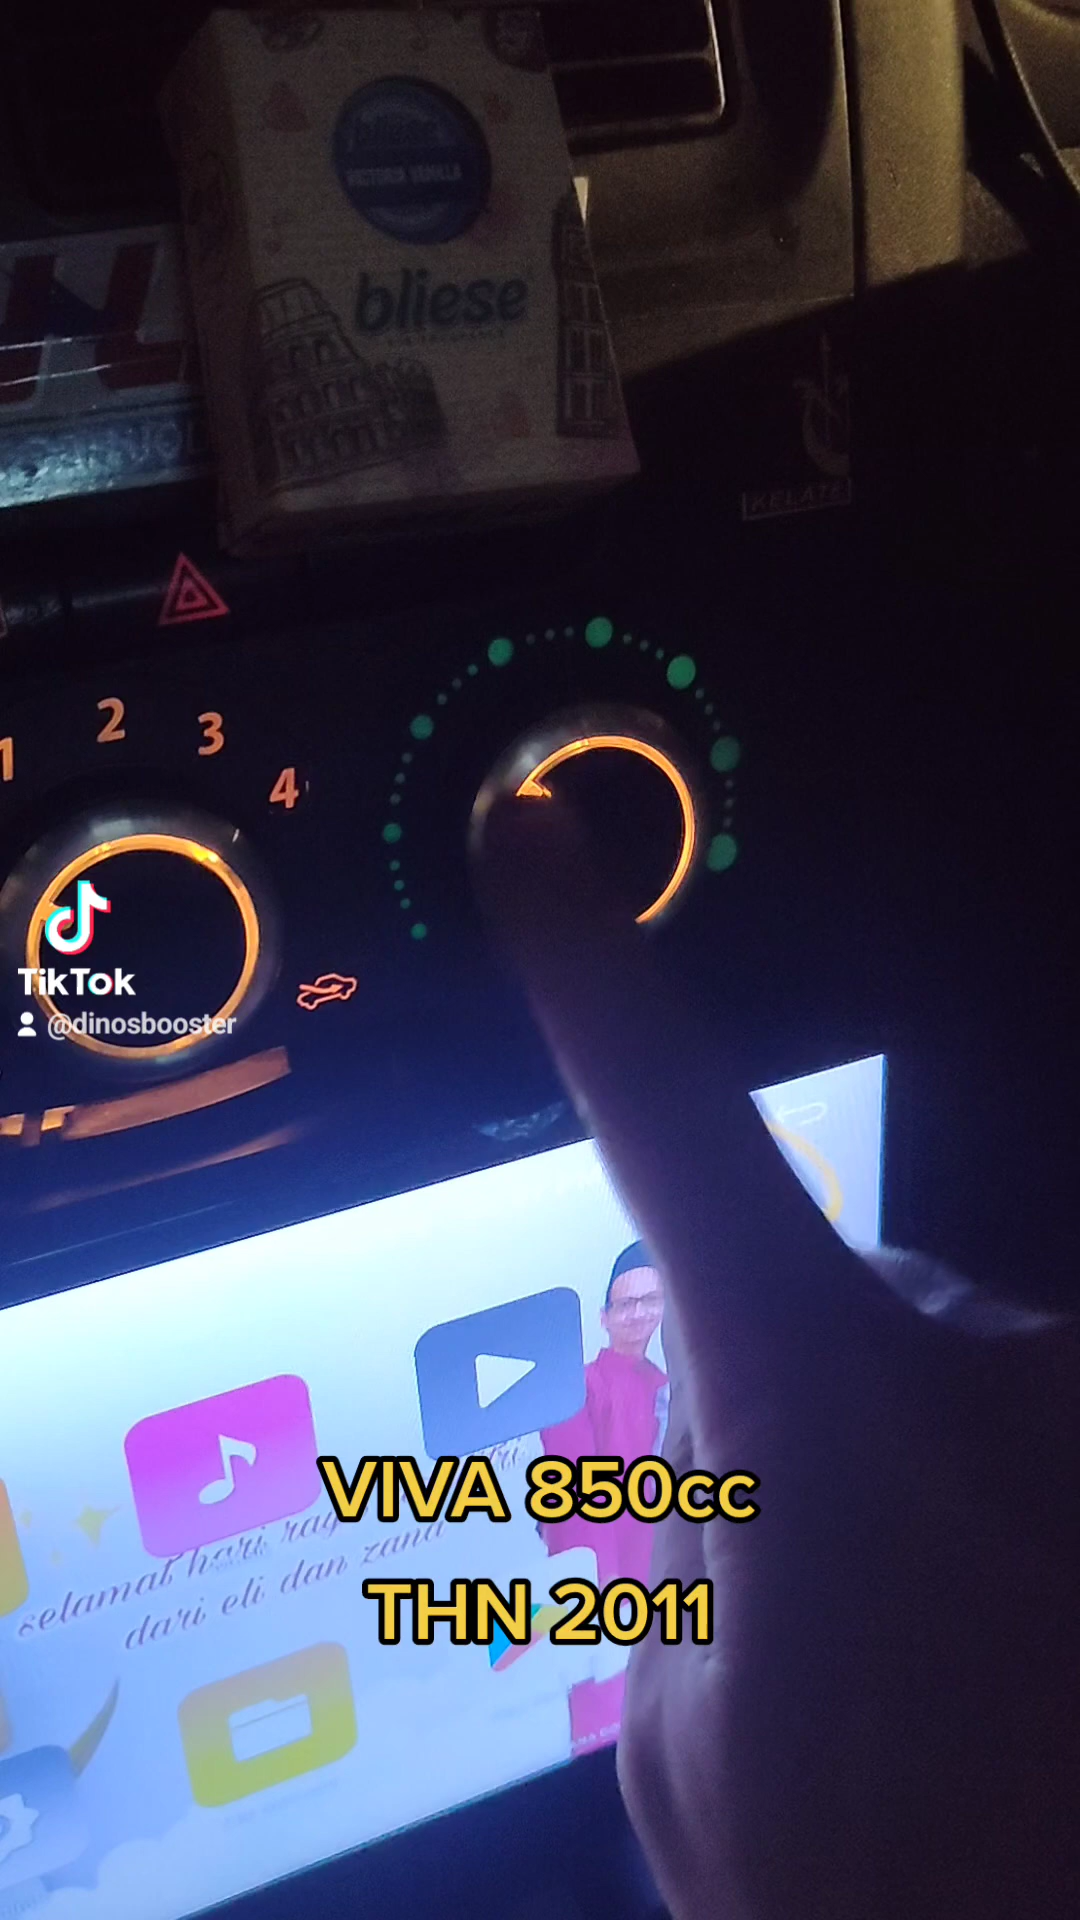 VICTORIA VANILLA
bliese
KELATE
1 2 3 4
TikTok
@dinosbooster
VIVA 850cc
THN 2011
selamat hari raya
dari eli dan zana